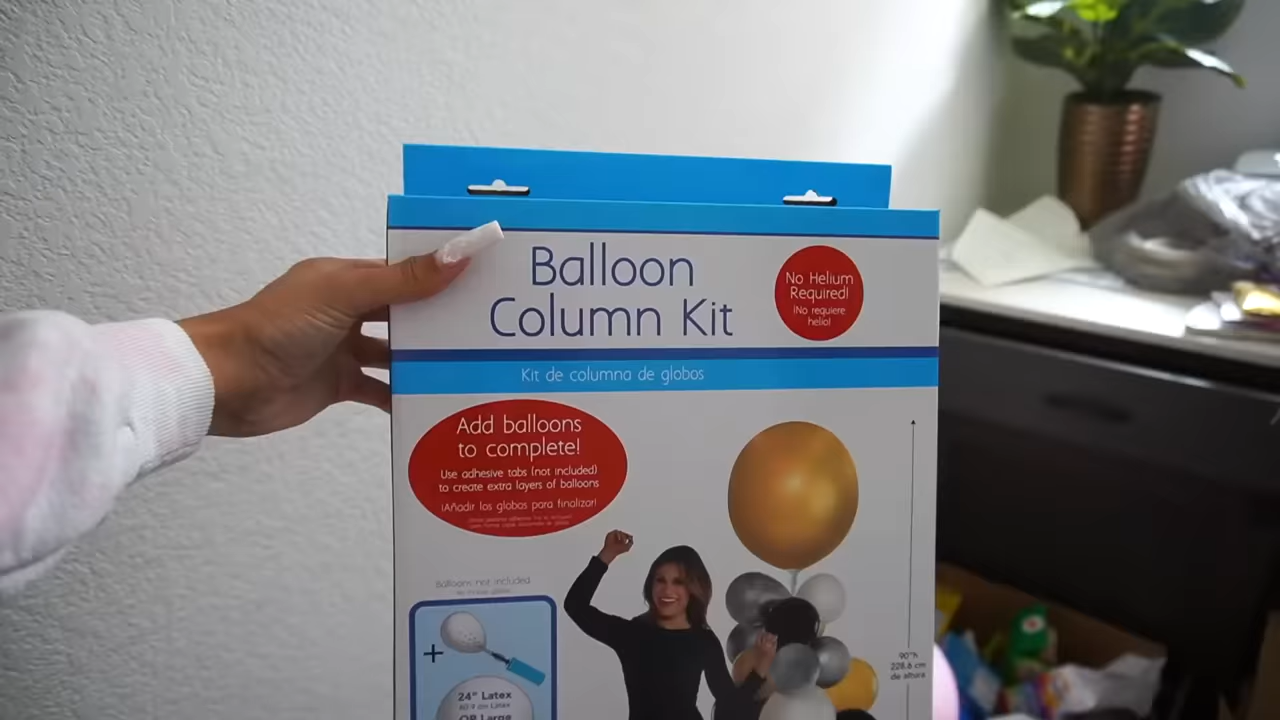 Balloon
Column Kit
No Helium
Required!
¡No requiere
helio!
Kit de columna de globos
Add balloons
to complete!
Use adhesive tabs (not included)
to create extra layers of balloons
¡Añadir los globos para finalizar!
Balloons not included
+
24" Latex
OR Large
90"h
228.6 cm
de altura